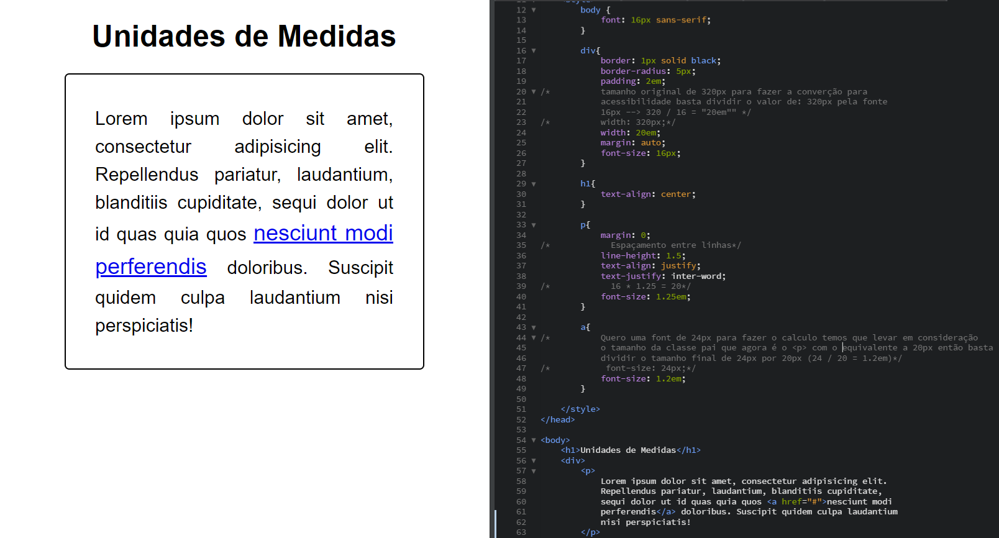 Unidades de Medidas
Lorem ipsum dolor sit amet,
consectetur adipisicing elit.
Repellendus pariatur, laudantium,
blanditiis cupiditate, sequi dolor ut
id quas quia quos nesciunt modi
perferendis doloribus. Suscipit
quidem culpa laudantium nisi
perspiciatis!
12 body {
13 font: 16px sans-serif;
14 }
15
16 div{
17 border: 1px solid black;
18 border-radius: 5px;
19 padding: 2em;
20 /* tamanho original de 320px para fazer a converção para
21 acessibilidade basta dividir o valor de: 320px pela fonte
22 16px --> 320 / 16 = "20em"" */
23 /* width: 320px;*/
24 width: 20em;
25 margin: auto;
26 font-size: 16px;
27 }
28
29 h1{
30 text-align: center;
31 }
32
33 p{
34 margin: 0;
35 /* Espaçamento entre linhas*/
36 line-height: 1.5;
37 text-align: justify;
38 text-justify: inter-word;
39 /* 16 * 1.25 = 20*/
40 font-size: 1.25em;
41 }
42
43 a{
44 /* Quero uma font de 24px para fazer o calculo temos que levar em consideração
45 o tamanho da classe pai que agora é o <p> com o equivalente a 20px então basta
46 dividir o tamanho final de 24px por 20px (24 / 20 = 1.2em)*/
47 /* font-size: 24px;*/
48 font-size: 1.2em;
49 }
50
51 </style>
52 </head>
53
54 <body>
55 <h1>Unidades de Medidas</h1>
56 <div>
57 <p>
58 Lorem ipsum dolor sit amet, consectetur adipisicing elit.
59 Repellendus pariatur, laudantium, blanditiis cupiditate,
60 sequi dolor ut id quas quia quos <a href="#">nesciunt modi
61 perferendis</a> doloribus. Suscipit quidem culpa laudantium
62 nisi perspiciatis!
63 </p>